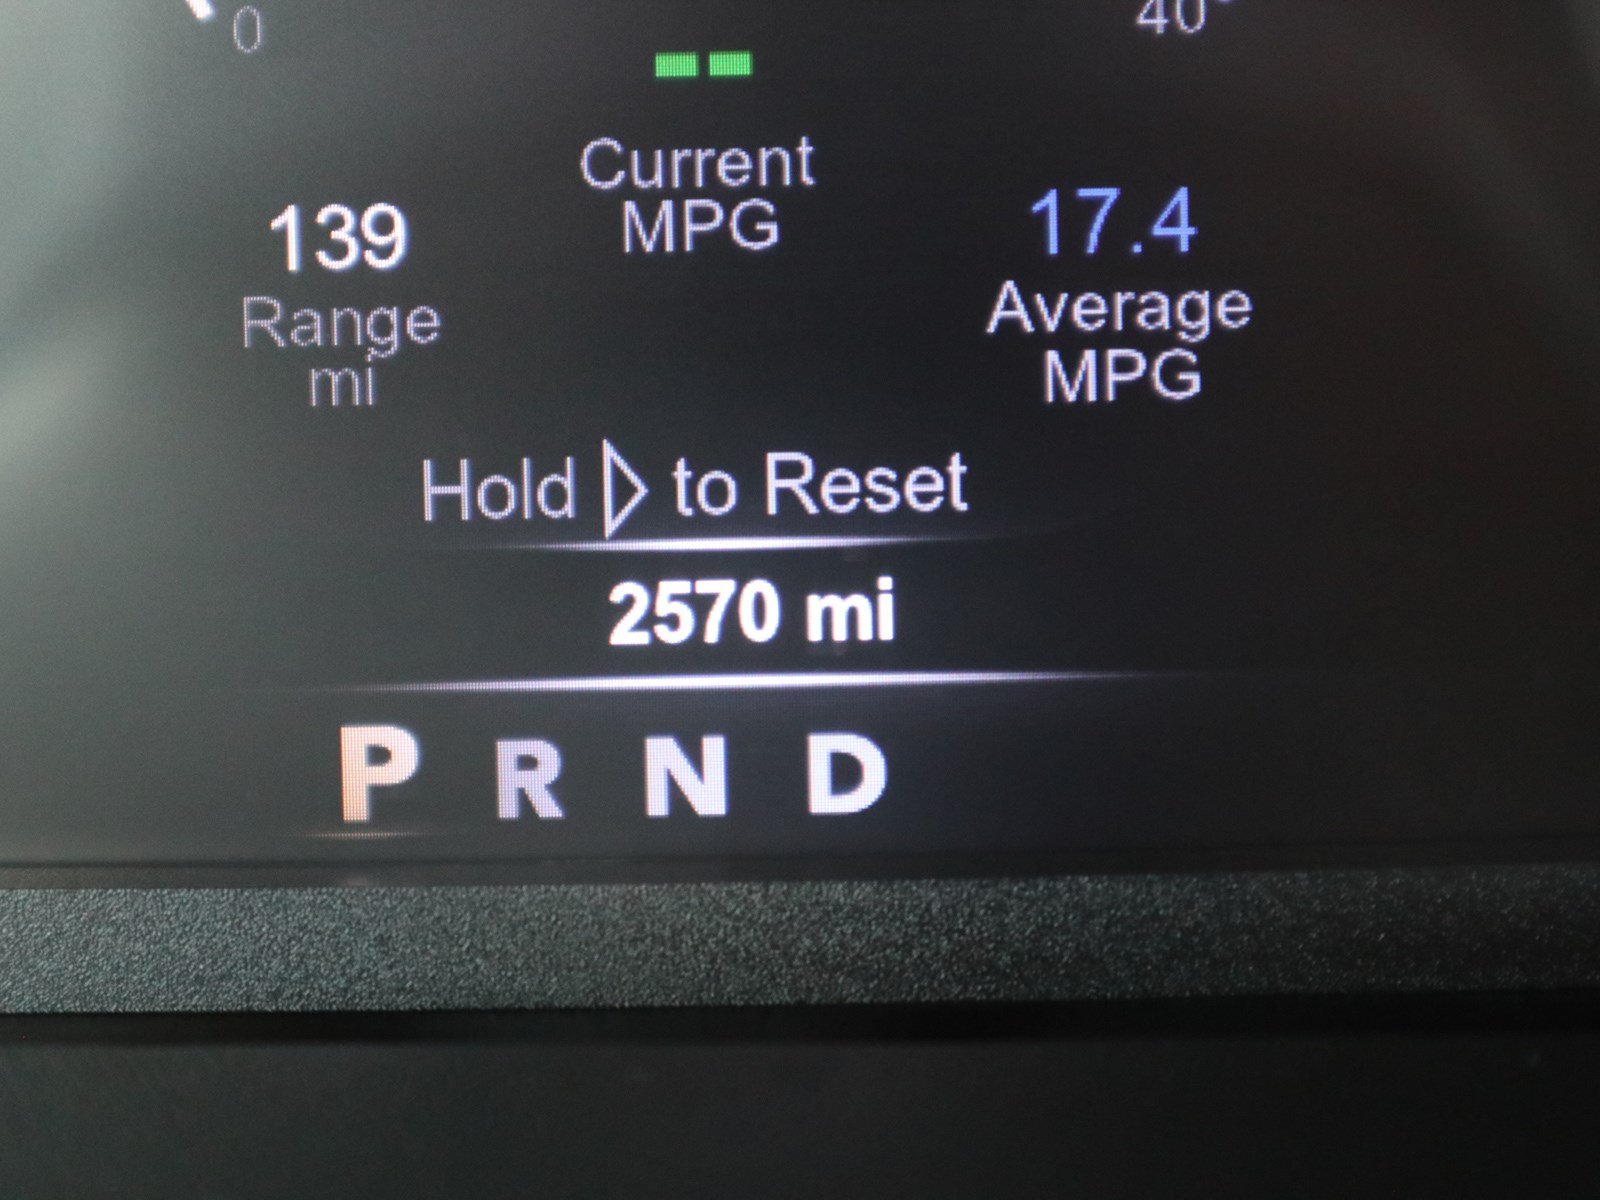 0
40°
Current
MPG
139
Range
mi
17.4
Average
MPG
Hold ▷ to Reset
2570 mi
P R N D